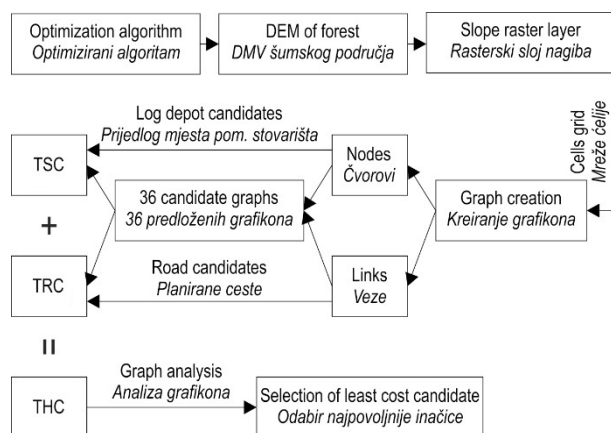 Optimization algorithm
Optimizirani algoritam
DEM of forest
DMV šumskog područja
Slope raster layer
Rasterski sloj nagiba
Cells grid
Mreže ćelije
Log depot candidates
Prijedlog mjesta pom. stovarišta
TSC
Nodes
Čvorovi
36 candidate graphs
36 predloženih grafikona
Graph creation
Kreiranje grafikona
+
TRC
Road candidates
Planirane ceste
Links
Veze
=
THC
Graph analysis
Analiza grafikona
Selection of least cost candidate
Odabir najpovoljnije inačice